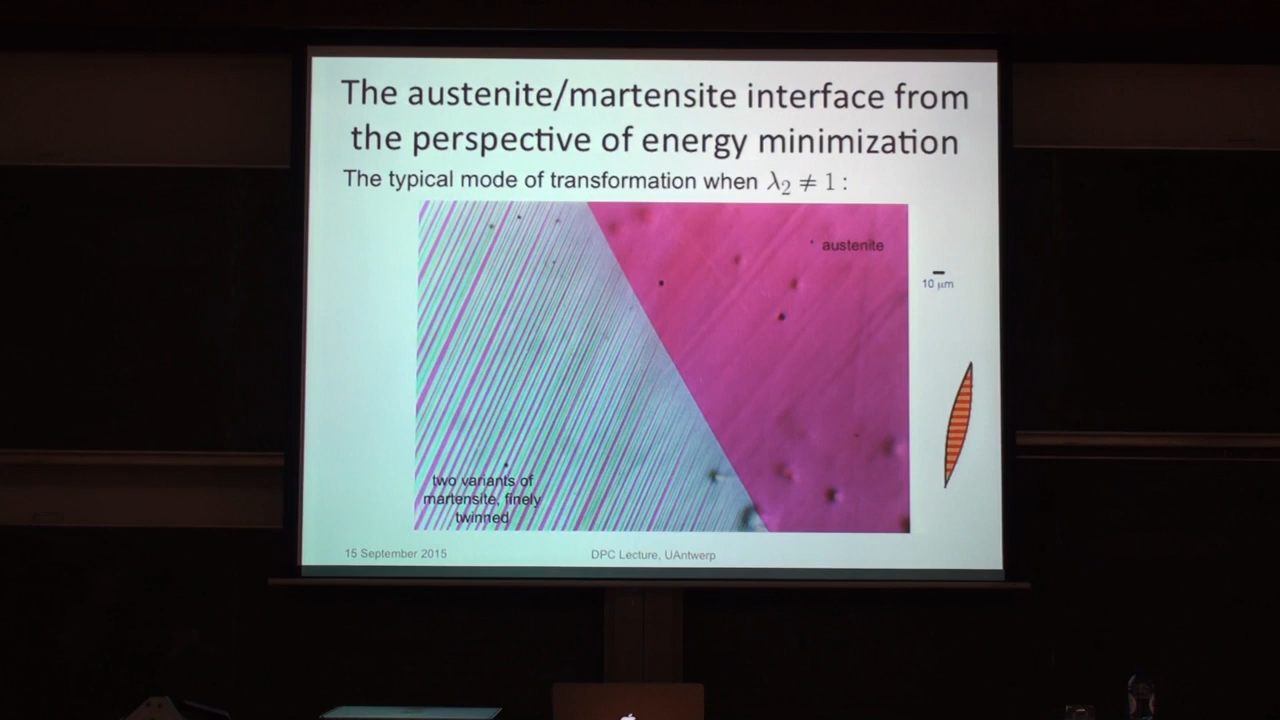 The austenite/martensite interface from
the perspective of energy minimization
The typical mode of transformation when λ₂ ≠ 1 :
austenite
10 μm
two variants of
martensite, finely
twinned
15 September 2015
DPC Lecture, UAntwerp